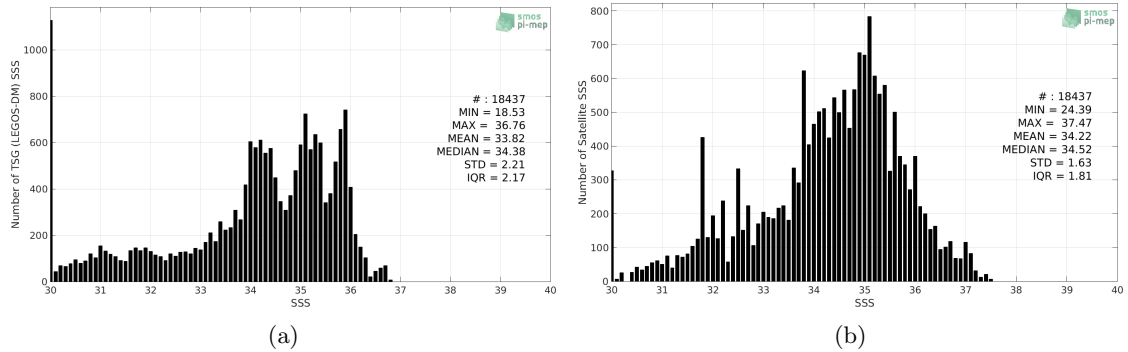 smos
pi-mep
Number of TSG (LEGOS-DM) SSS
1000
800
600
400
200
0
# : 18437
MIN = 18.53
MAX = 36.76
MEAN = 33.82
MEDIAN = 34.38
STD = 2.21
IQR = 2.17
30 31 32 33 34 35 36 37 38 39 40
SSS
(a)
smos
pi-mep
Number of Satellite SSS
800
700
600
500
400
300
200
100
0
# : 18437
MIN = 24.39
MAX = 37.47
MEAN = 34.22
MEDIAN = 34.52
STD = 1.63
IQR = 1.81
30 31 32 33 34 35 36 37 38 39 40
SSS
(b)